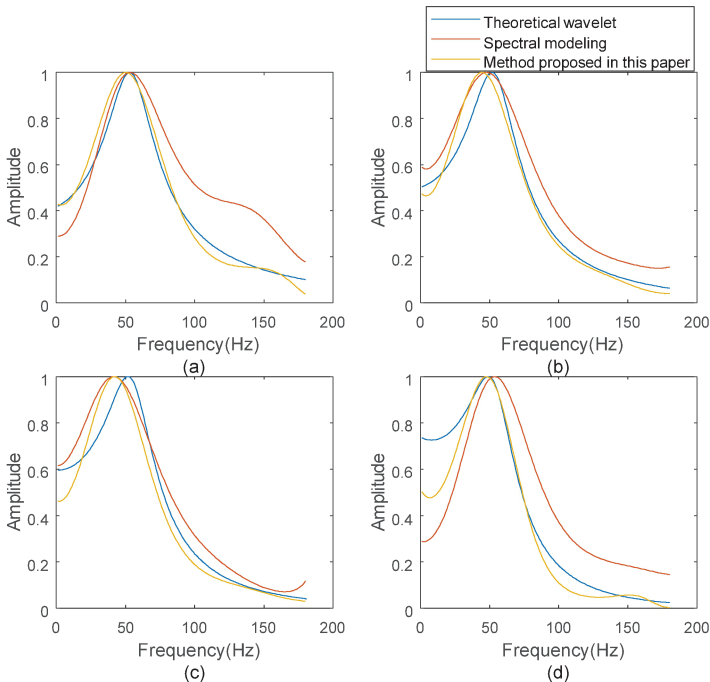 Theoretical wavelet
Spectral modeling
Method proposed in this paper
1
0.8
0.6
0.4
0.2
0
Amplitude
0 50 100 150 200
Frequency(Hz)
(a)
1
0.8
0.6
0.4
0.2
0
Amplitude
0 50 100 150 200
Frequency(Hz)
(b)
1
0.8
0.6
0.4
0.2
0
Amplitude
0 50 100 150 200
Frequency(Hz)
(c)
1
0.8
0.6
0.4
0.2
0
Amplitude
0 50 100 150 200
Frequency(Hz)
(d)